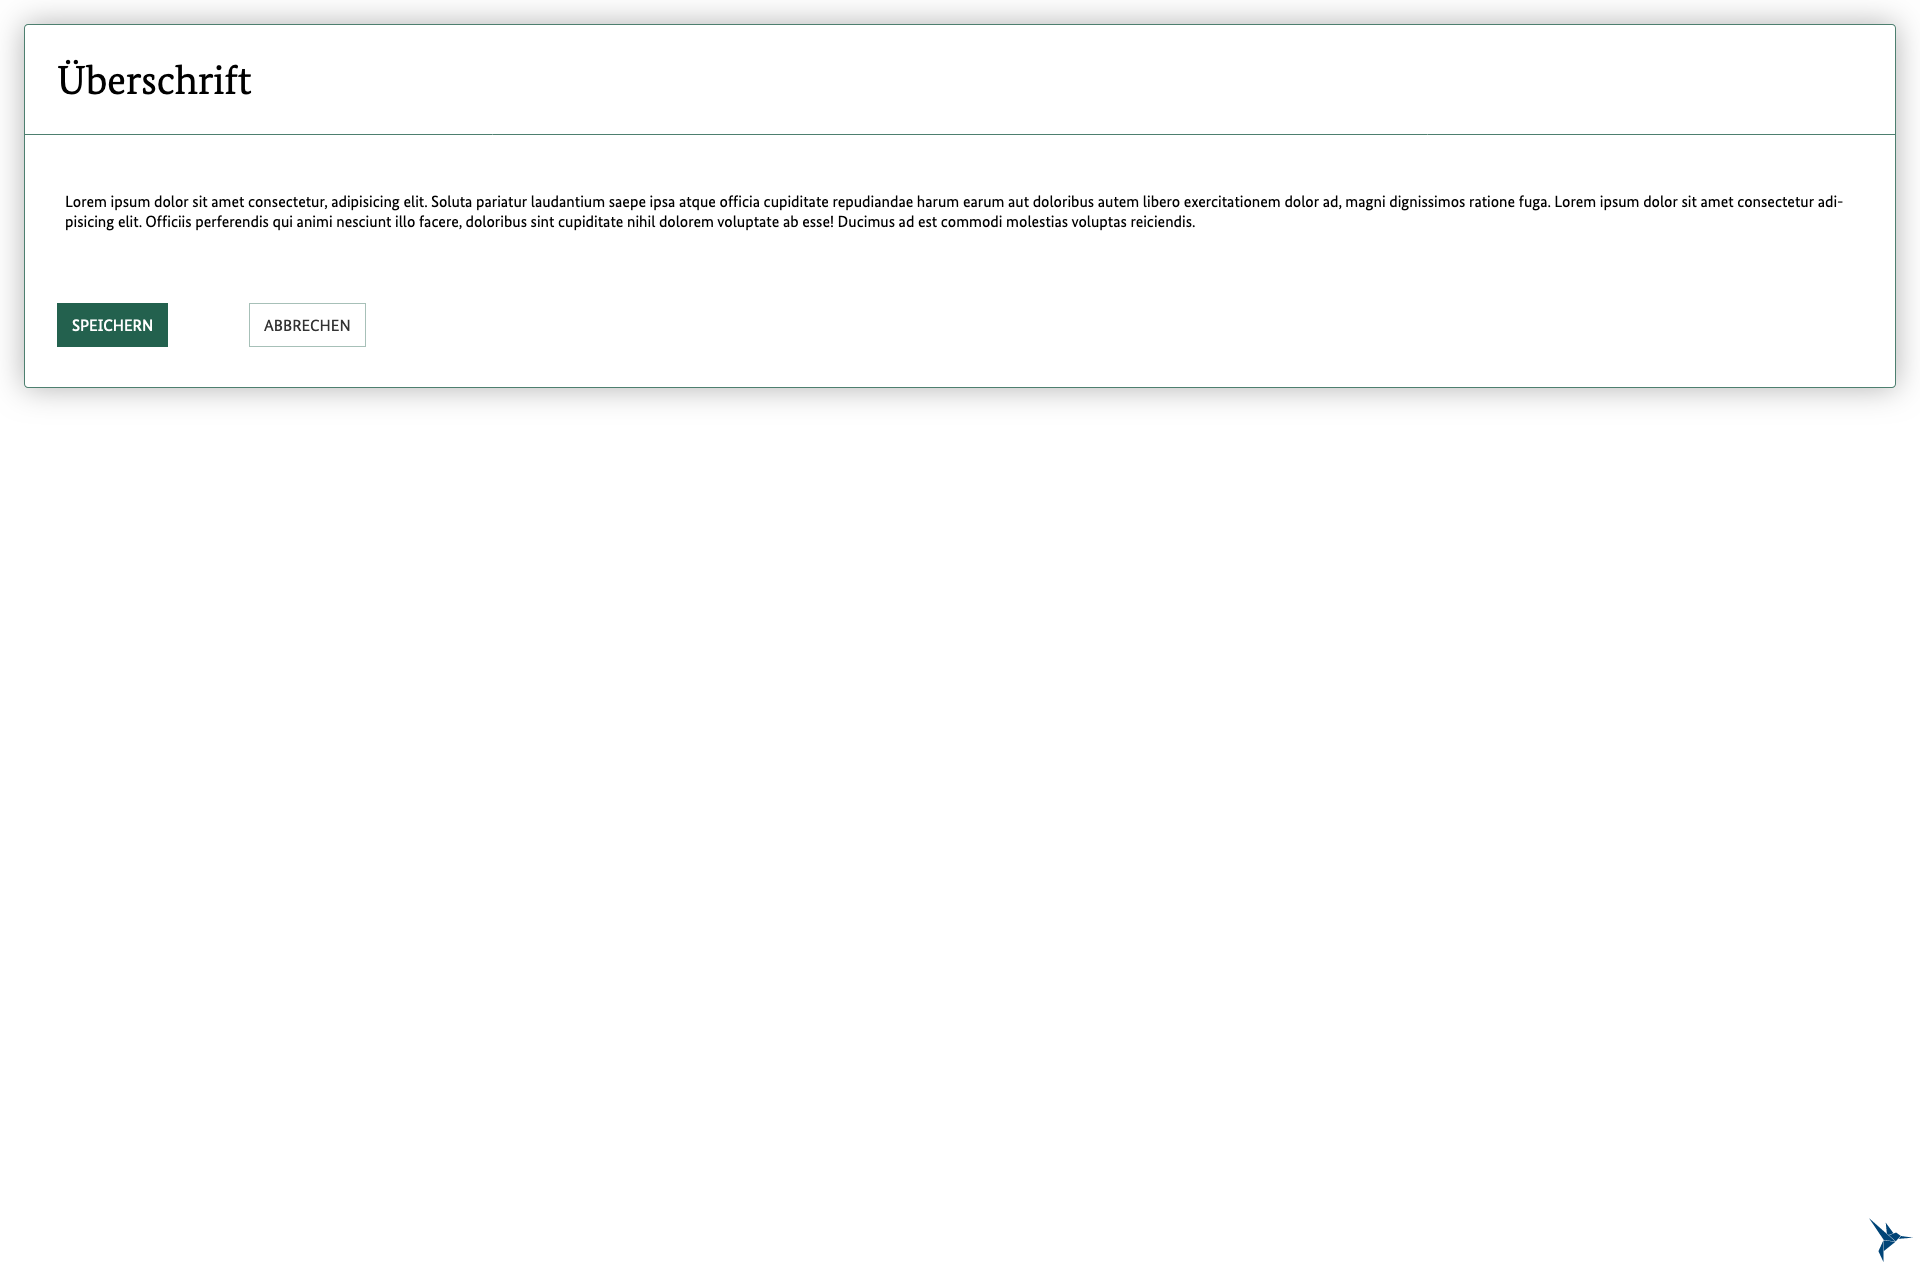 Überschrift
Lorem ipsum dolor sit amet consectetur, adipisicing elit. Soluta pariatur laudantium saepe ipsa atque officia cupiditate repudiandae harum earum aut doloribus autem libero exercitationem dolor ad, magni dignissimos ratione fuga. Lorem ipsum dolor sit amet consectetur adi-
pisicing elit. Officiis perferendis qui animi nesciunt illo facere, doloribus sint cupiditate nihil dolorem voluptate ab esse! Ducimus ad est commodi molestias voluptas reiciendis.
SPEICHERN
ABBRECHEN